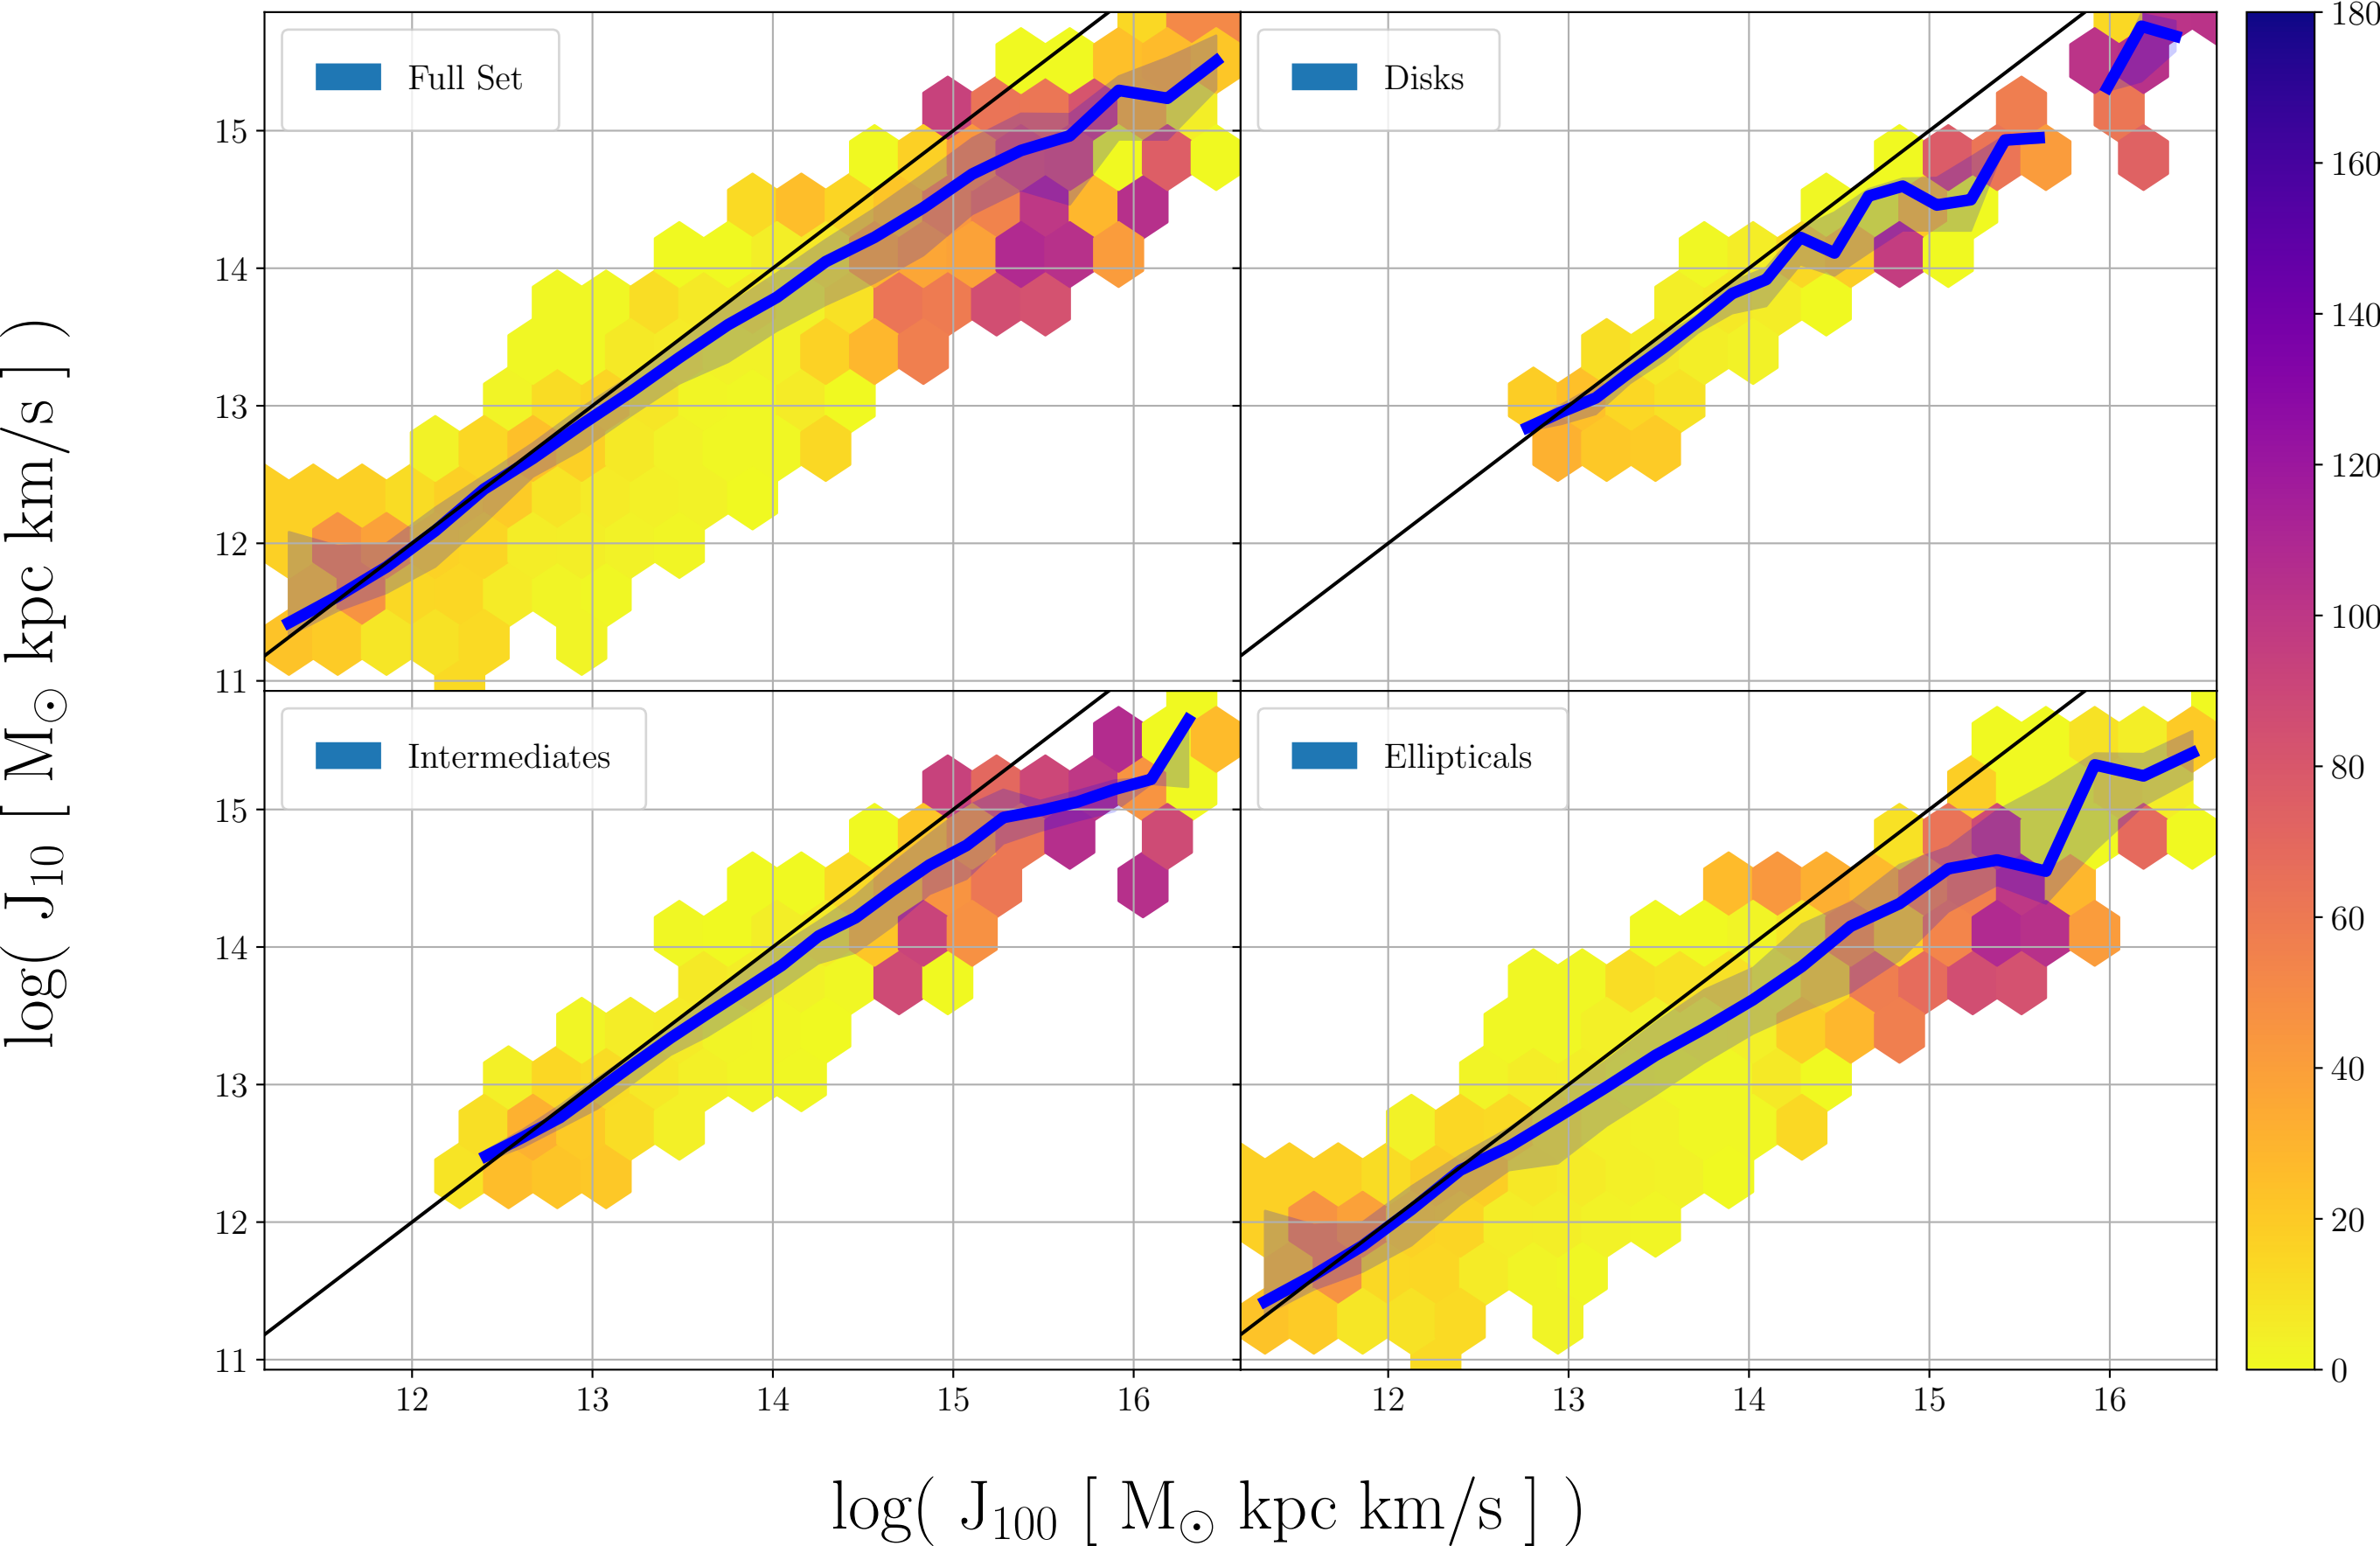 log( J10 [ M⊙ kpc km/s ] )
Full Set
Disks
15
14
13
12
11
Intermediates
Ellipticals
15
14
13
12
11
12 13 14 15 16
12 13 14 15 16
180
160
140
120
100
80
60
40
20
0
log( J100 [ M⊙ kpc km/s ] )